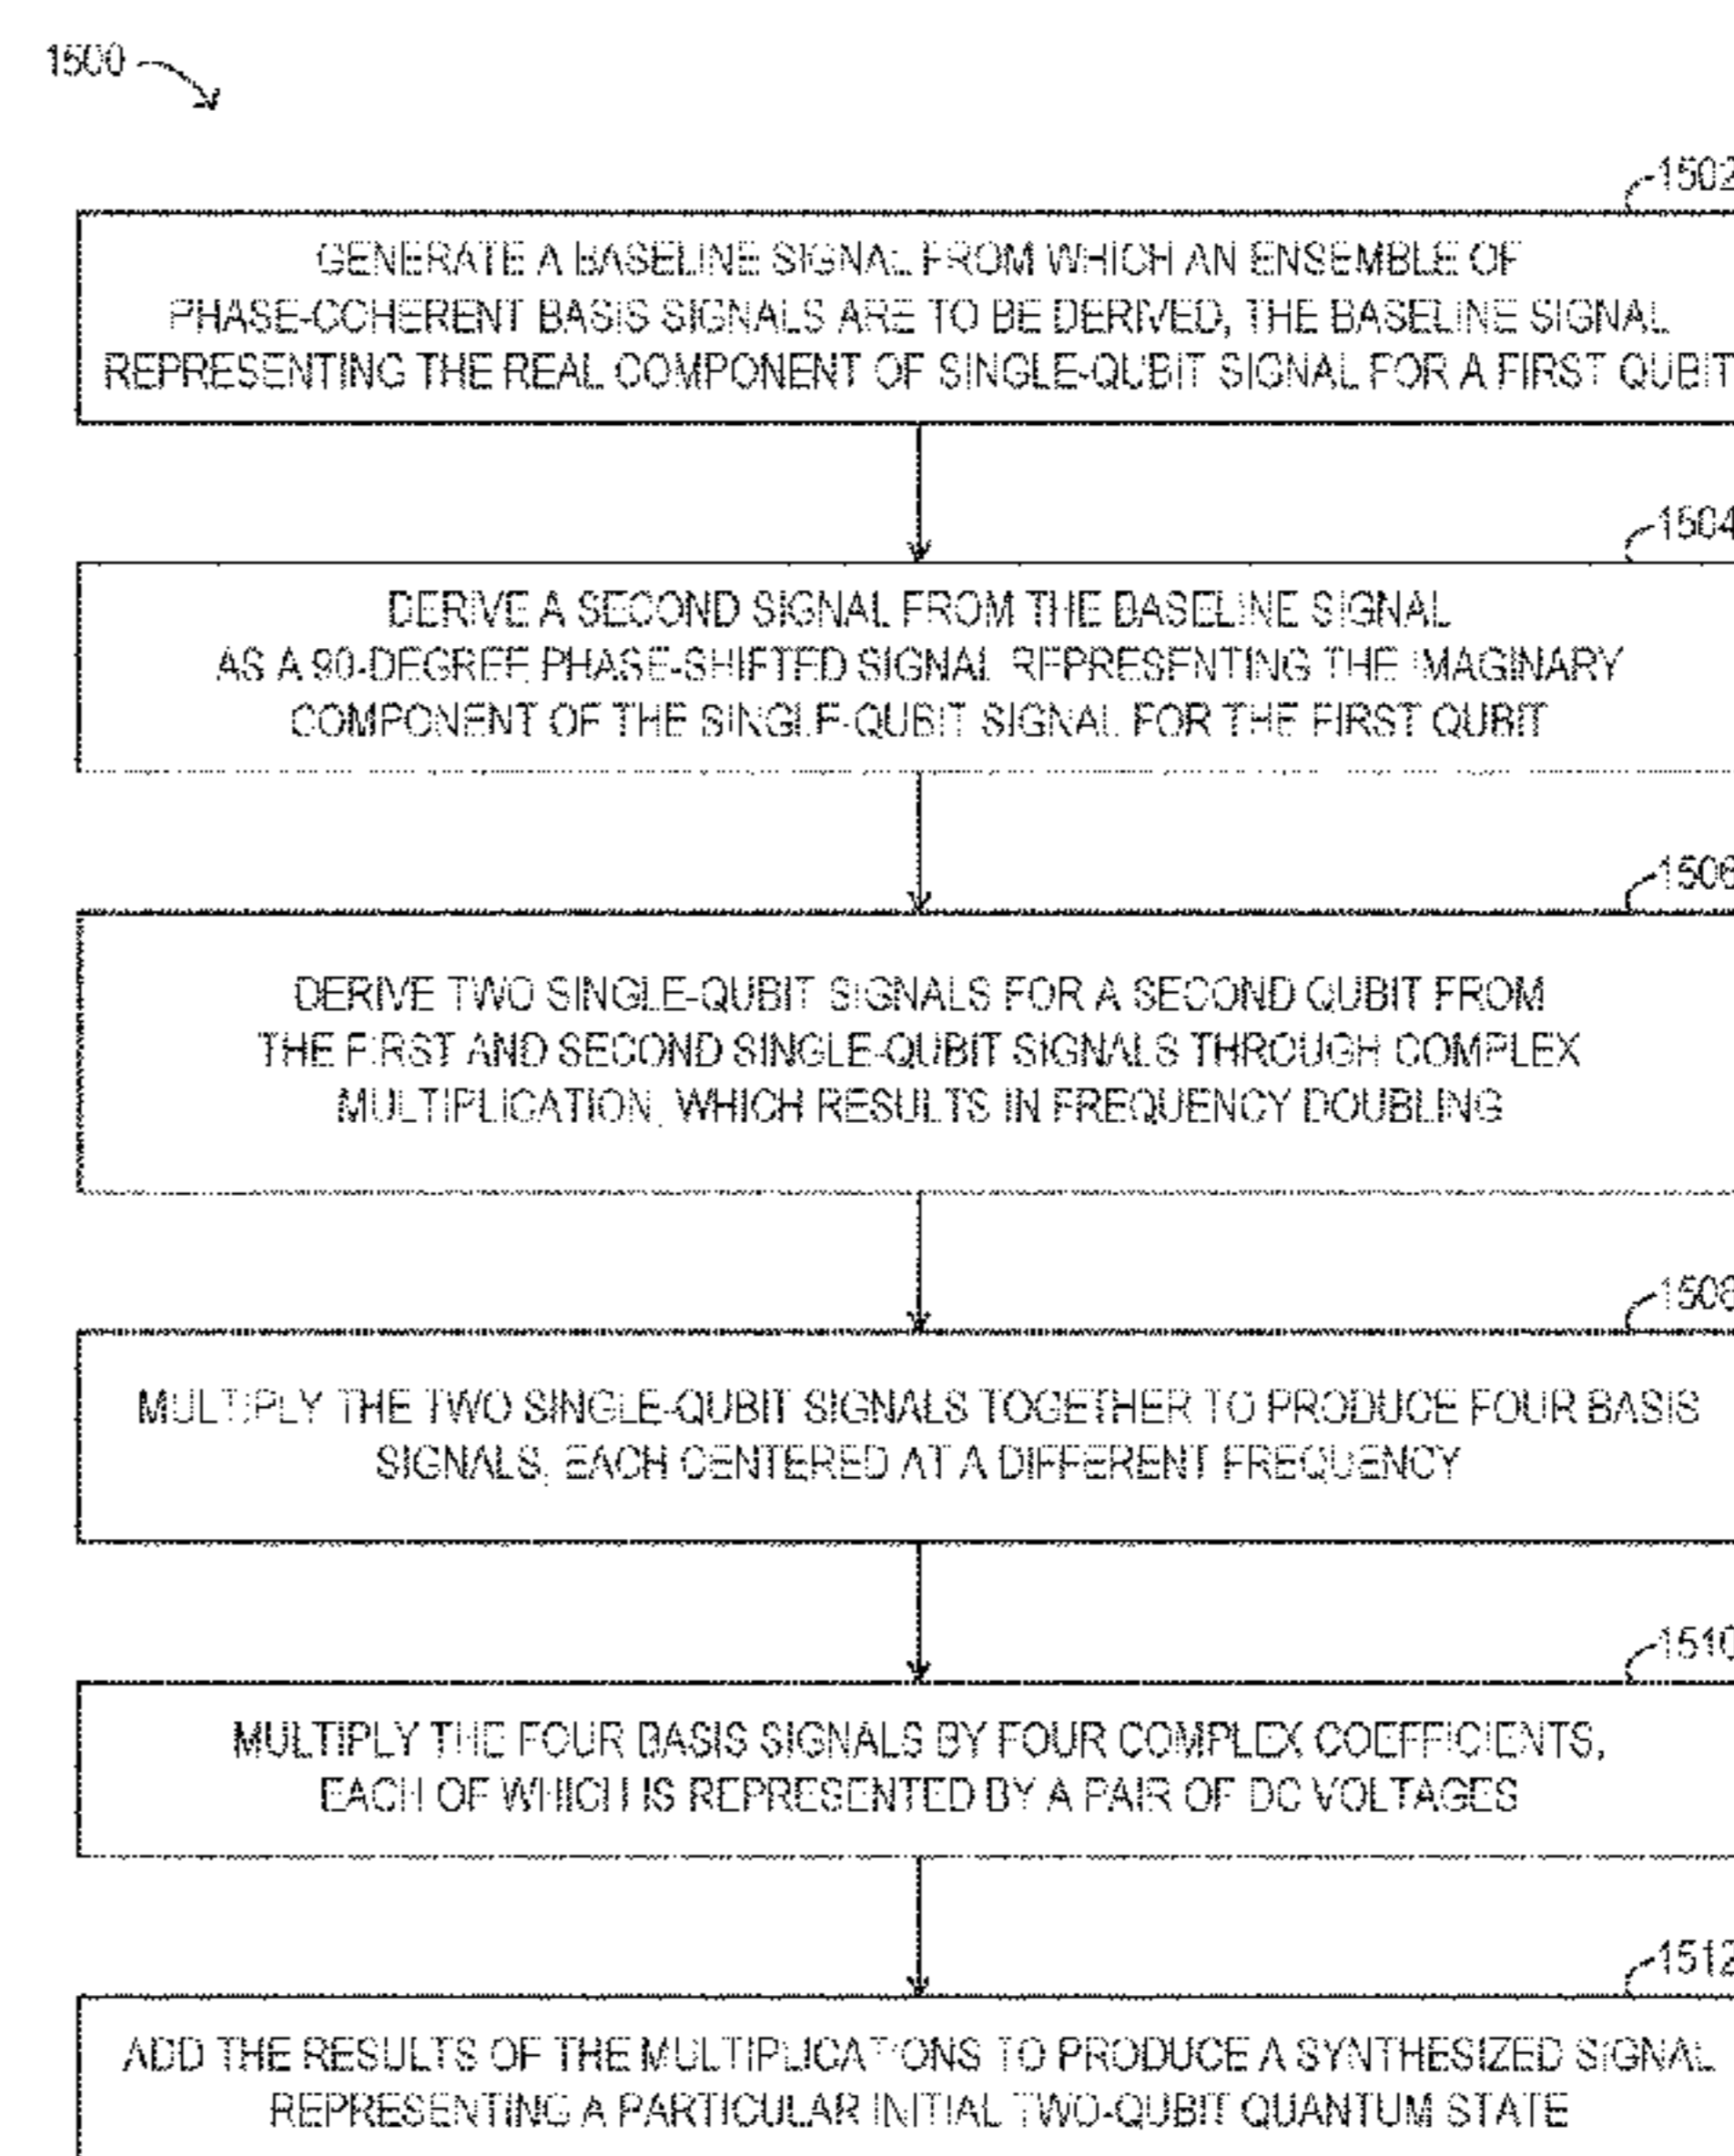 1500
1502
GENERATE A BASELINE SIGNAL FROM WHICH AN ENSEMBLE OF
PHASE-COHERENT BASIS SIGNALS ARE TO BE DERIVED, THE BASELINE SIGNAL
REPRESENTING THE REAL COMPONENT OF SINGLE-QUBIT SIGNAL FOR A FIRST QUBIT
1504
DERIVE A SECOND SIGNAL FROM THE BASELINE SIGNAL
AS A 90-DEGREE PHASE-SHIFTED SIGNAL REPRESENTING THE IMAGINARY
COMPONENT OF THE SINGLE-QUBIT SIGNAL FOR THE FIRST QUBIT
1506
DERIVE TWO SINGLE-QUBIT SIGNALS FOR A SECOND QUBIT FROM
THE FIRST AND SECOND SINGLE-QUBIT SIGNALS THROUGH COMPLEX
MULTIPLICATION, WHICH RESULTS IN FREQUENCY DOUBLING
1508
MULTIPLY THE TWO SINGLE-QUBIT SIGNALS TOGETHER TO PRODUCE FOUR BASIS
SIGNALS, EACH CENTERED AT A DIFFERENT FREQUENCY
1510
MULTIPLY THE FOUR BASIS SIGNALS BY FOUR COMPLEX COEFFICIENTS,
EACH OF WHICH IS REPRESENTED BY A PAIR OF DC VOLTAGES
1512
ADD THE RESULTS OF THE MULTIPLICATIONS TO PRODUCE A SYNTHESIZED SIGNAL
REPRESENTING A PARTICULAR INITIAL TWO-QUBIT QUANTUM STATE